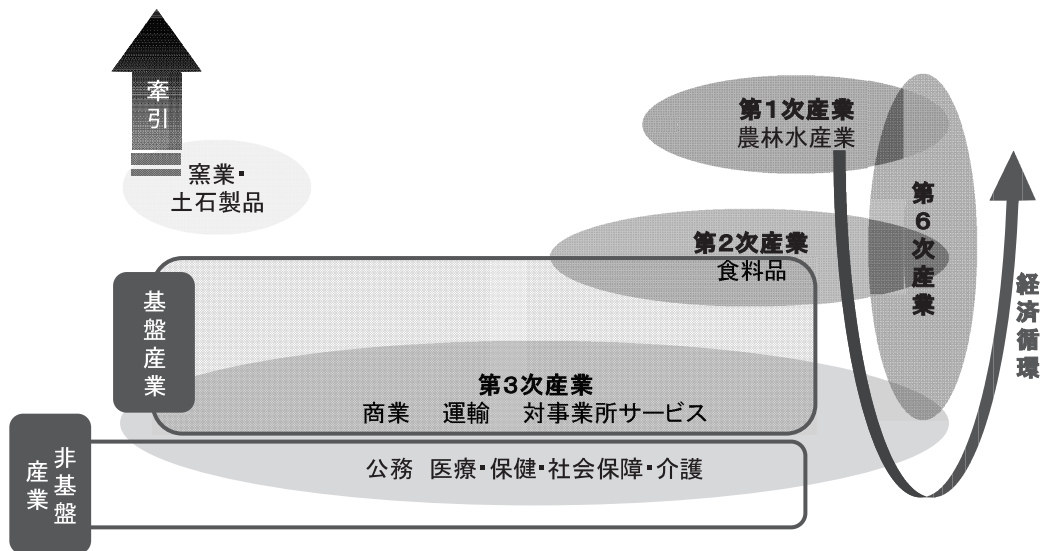 牽引
窯業・
土石製品
第1次産業
農林水産業
第2次産業
食料品
第6次産業
経済循環
基盤産業
第3次産業
商業 運輸 対事業所サービス
非基盤
産業
公務 医療・保健・社会保障・介護